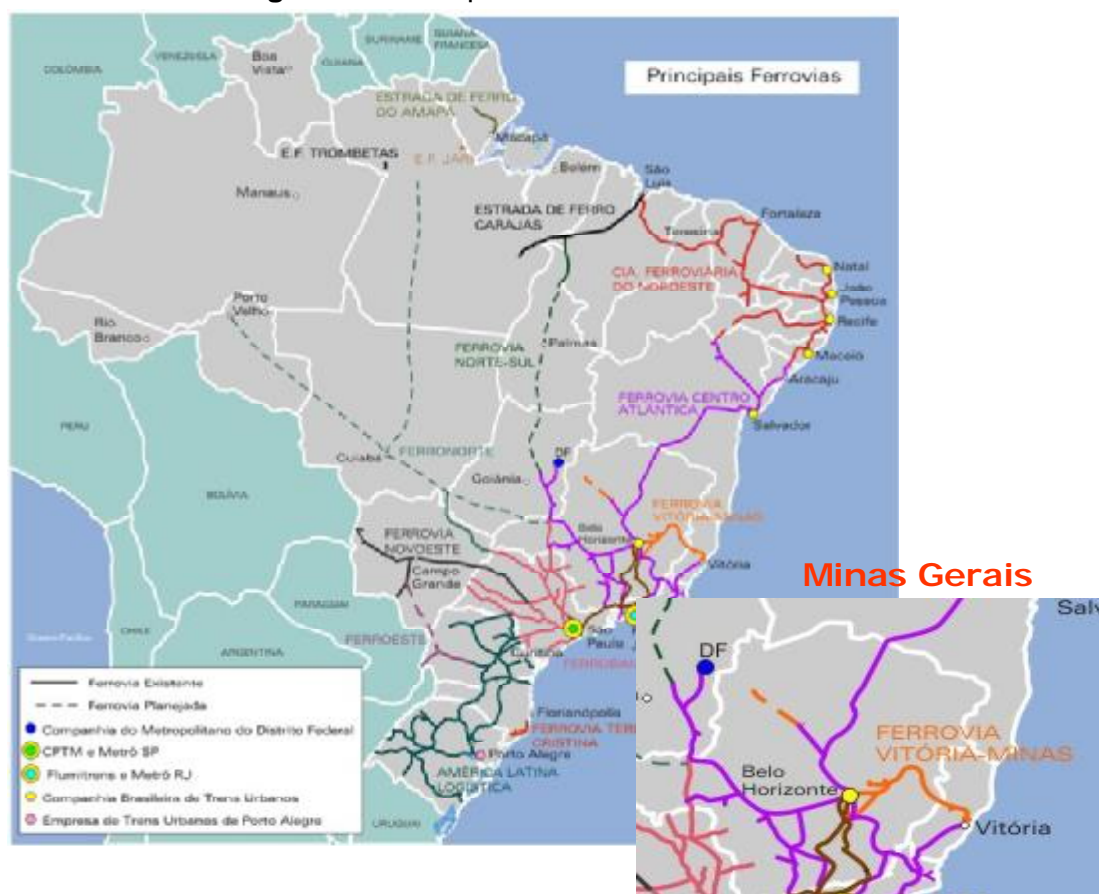 SURINAME
GUIANA
FRANCESA
VENEZUELA
GUIANA
COLÔMBIA
Boa
Vista
Principais Ferrovias
ESTRADA DE FERRO
DO AMAPÁ
Macapá
E.F. TROMBETAS
E.F. JARI
Belém
São
Luís
Manaus
ESTRADA DE FERRO
CARAJÁS
Fortaleza
Teresina
Natal
CIA. FERROVIÁRIA
DO NORDESTE
João
Pessoa
Porto
Velho
Recife
Rio
Branco
FERROVIA
NORTE-SUL
Palmas
Maceió
Aracaju
FERROVIA CENTRO
ATLÂNTICA
Salvador
PERU
DF
Cuiabá
FERRONORTE
Goiânia
BOLÍVIA
FERROVIA
VITÓRIA-MINAS
Belo
Horizonte
FERROVIA
NOVOESTE
Vitória
Campo
Grande
Minas Gerais
PARAGUAI
CHILE
FERROESTE
São
Paulo
Curitiba
ARGENTINA
Ferrovia Existente
Ferrovia Planejada
Companhia do Metropolitano do Distrito Federal
CPTM e Metrô SP
Flumitrens e Metrô RJ
Companhia Brasileira de Trens Urbanos
Empresa de Trens Urbanos de Porto Alegre
Florianópolis
FERROVIA TER
CRISTINA
Porto Alegre
AMÉRICA LATINA
LOGÍSTICA
URUGUAI
Salv
DF
FERROVIA
VITÓRIA-MINAS
Belo
Horizonte
Vitória